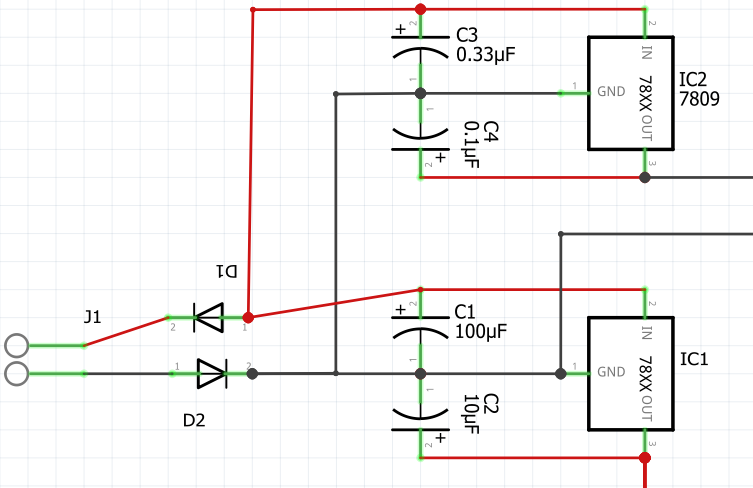 2
+
C3
0.33µF
1
2
IN
1
GND
78XX
OUT
3
IC2
7809
1
C4
0.1µF
2
+
D1
J1
2
1
1
2
D2
2
+
C1
100µF
1
2
IN
1
GND
78XX
OUT
3
IC1
1
C2
10µF
2
+